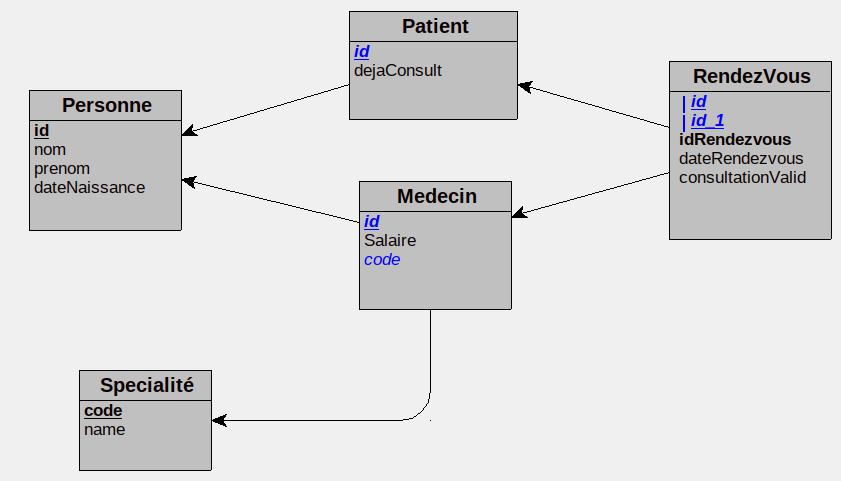 Patient
id
dejaConsult
Personne
id
nom
prenom
dateNaissance
RendezVous
id
id_1
idRendezvous
dateRendezvous
consultationValid
Medecin
id
Salaire
code
Specialité
code
name